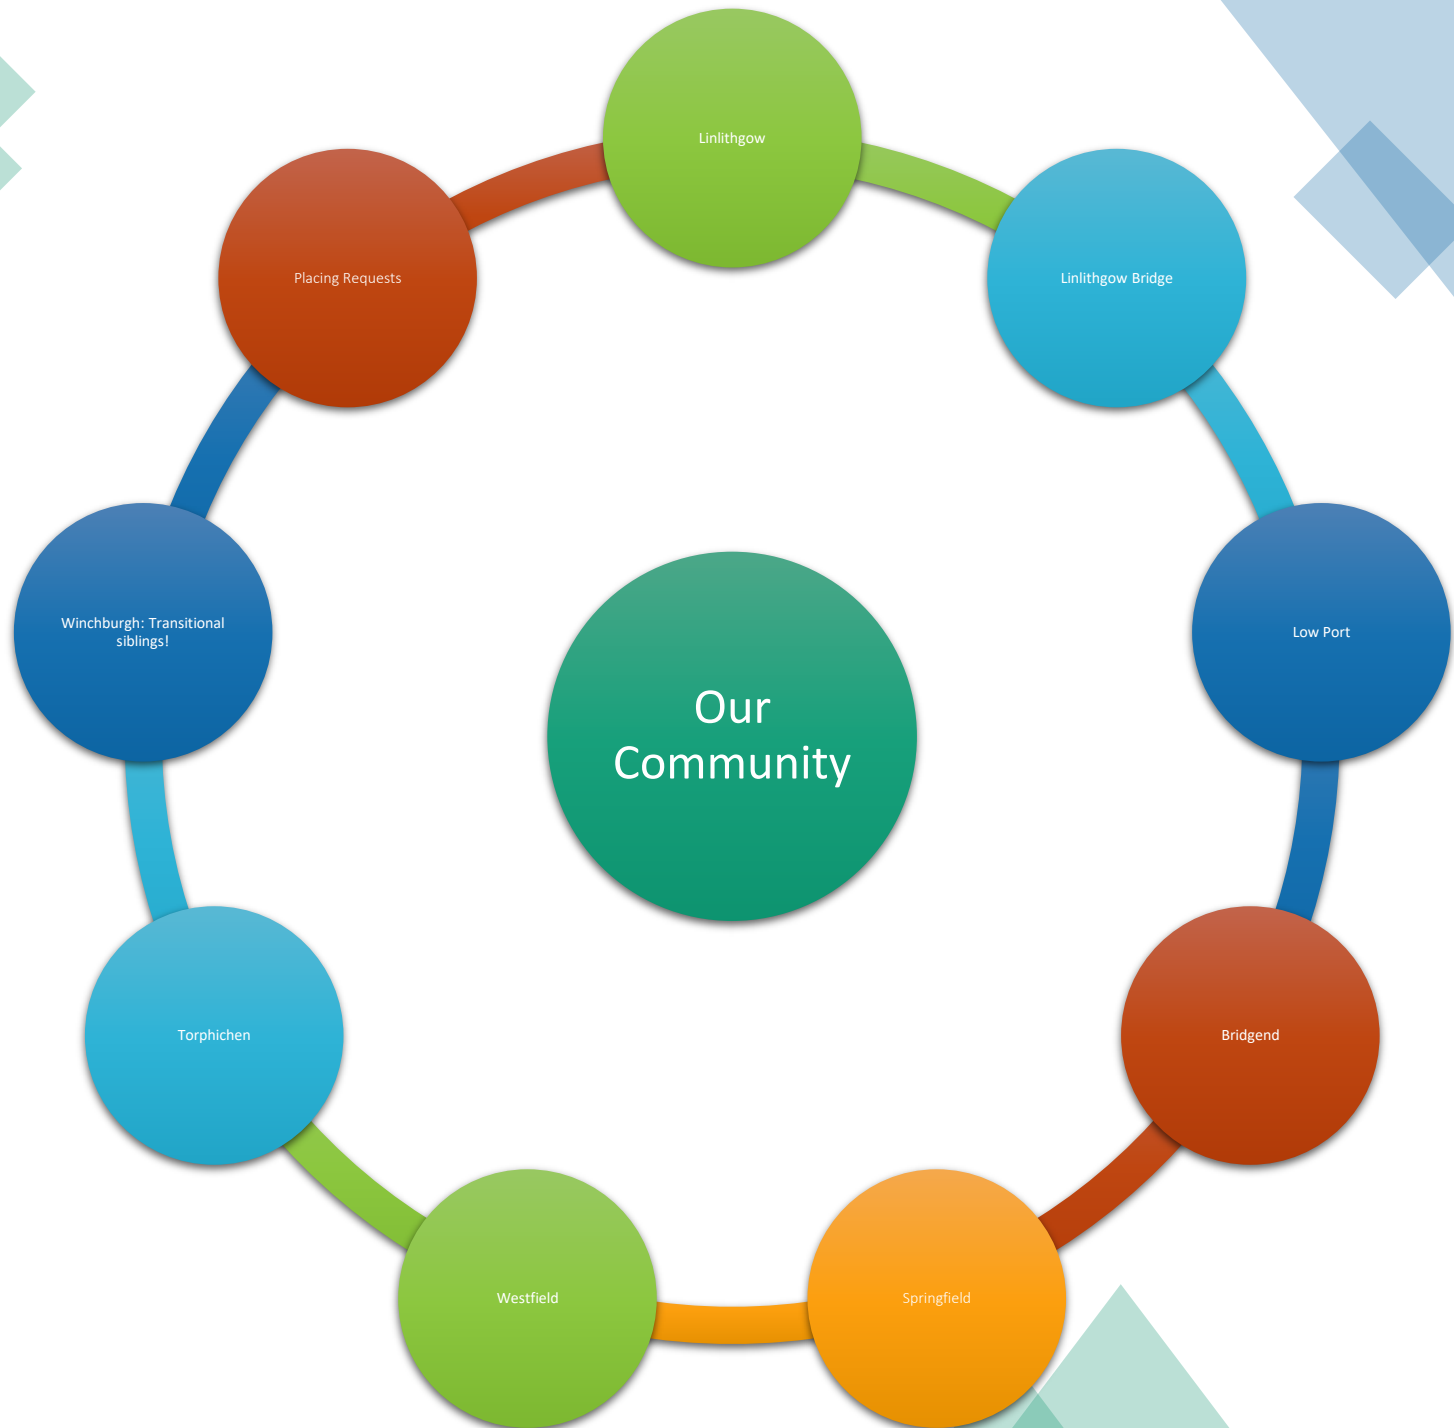 Linlithgow
Linlithgow Bridge
Low Port
Bridgend
Springfield
Westfield
Torphichen
Winchburgh: Transitional
siblings!
Placing Requests
Our
Community